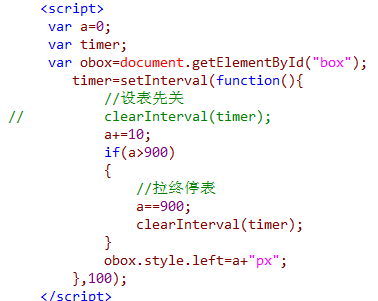 <script>
var a=0;
var timer;
var obox=document.getElementById("box");
timer=setInterval(function(){
//设表先关
// clearInterval(timer);
a+=10;
if(a>900)
{
//拉终停表
a==900;
clearInterval(timer);
}
obox.style.left=a+"px";
},100);
</script>